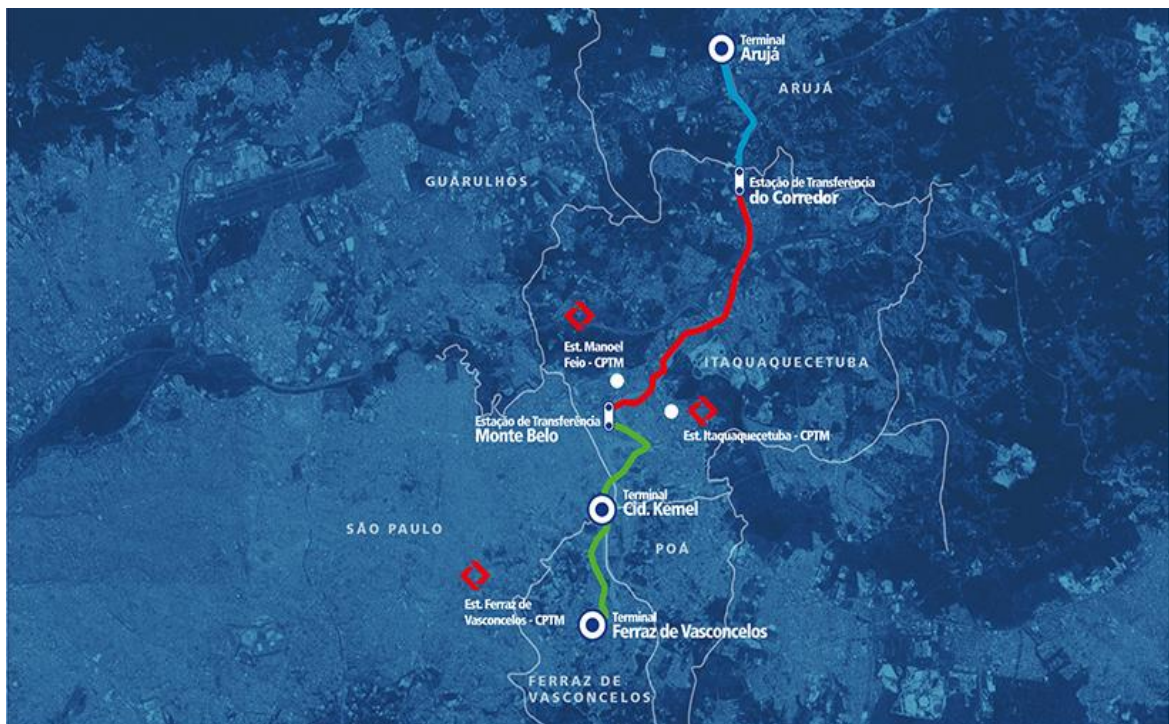 Terminal
Arujá
ARUJÁ
GUARULHOS
Estação de Transferência
do Corredor
Est. Manoel
Feio - CPTM
ITAQUAQUECETUBA
Estação de Transferência
Monte Belo
Est. Itaquaquecetuba - CPTM
Terminal
Cid. Kemel
SÃO PAULO
POÁ
Est. Ferraz de
Vasconcelos - CPTM
Terminal
Ferraz de Vasconcelos
FERRAZ DE
VASCONCELOS